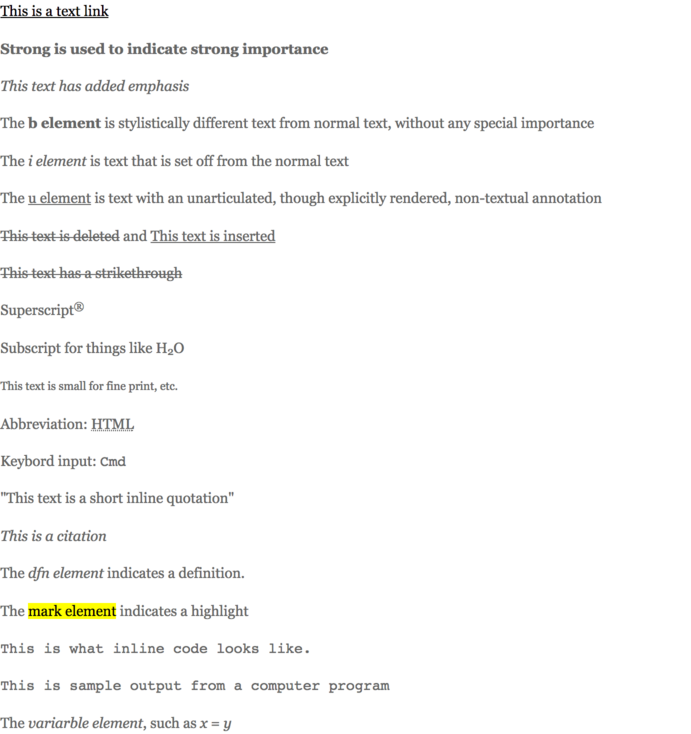 This is a text link
Strong is used to indicate strong importance
This text has added emphasis
The b element is stylistically different text from normal text, without any special importance
The i element is text that is set off from the normal text
The u element is text with an unarticulated, though explicitly rendered, non-textual annotation
This text is deleted and This text is inserted
This text has a strikethrough
Superscript®
Subscript for things like H₂O
This text is small for fine print, etc.
Abbreviation: HTML
Keybord input: Cmd
"This text is a short inline quotation"
This is a citation
The dfn element indicates a definition.
The mark element indicates a highlight
This is what inline code looks like.
This is sample output from a computer program
The variarble element, such as x = y